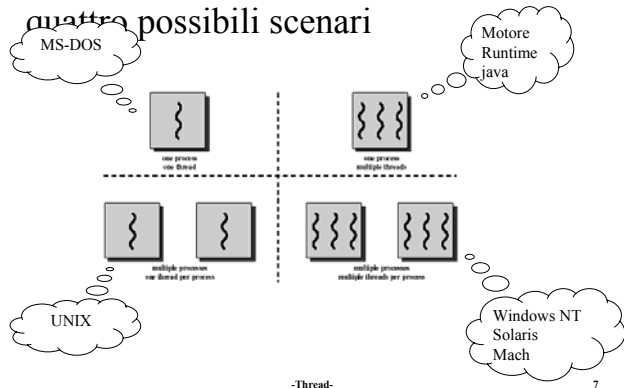 quattro possibili scenari
MS-DOS
Motore
Runtime
java
one process
one thread
one process
multiple threads
multiple processes
one thread per process
multiple processes
multiple threads per process
UNIX
Windows NT
Solaris
Mach
-Thread-
7